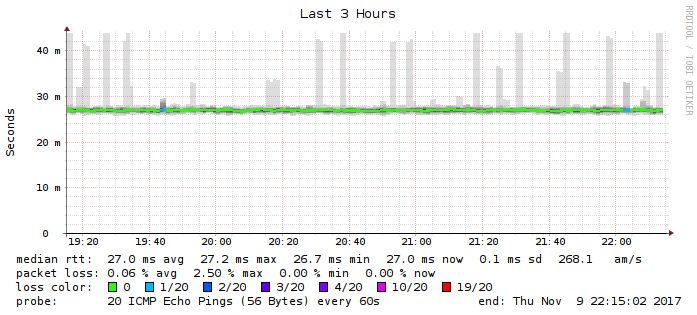 Last 3 Hours
RRDTOOL / TOBI OETIKER
Seconds
40 m
30 m
20 m
10 m
0
19:20 19:40 20:00 20:20 20:40 21:00 21:20 21:40 22:00
median rtt: 27.0 ms avg 27.2 ms max 26.7 ms min 27.0 ms now 0.1 ms sd 268.1 am/s
packet loss: 0.06 % avg 2.50 % max 0.00 % min 0.00 % now
loss color: 0 1/20 2/20 3/20 4/20 10/20 19/20
probe: 20 ICMP Echo Pings (56 Bytes) every 60s end: Thu Nov 9 22:15:02 2017